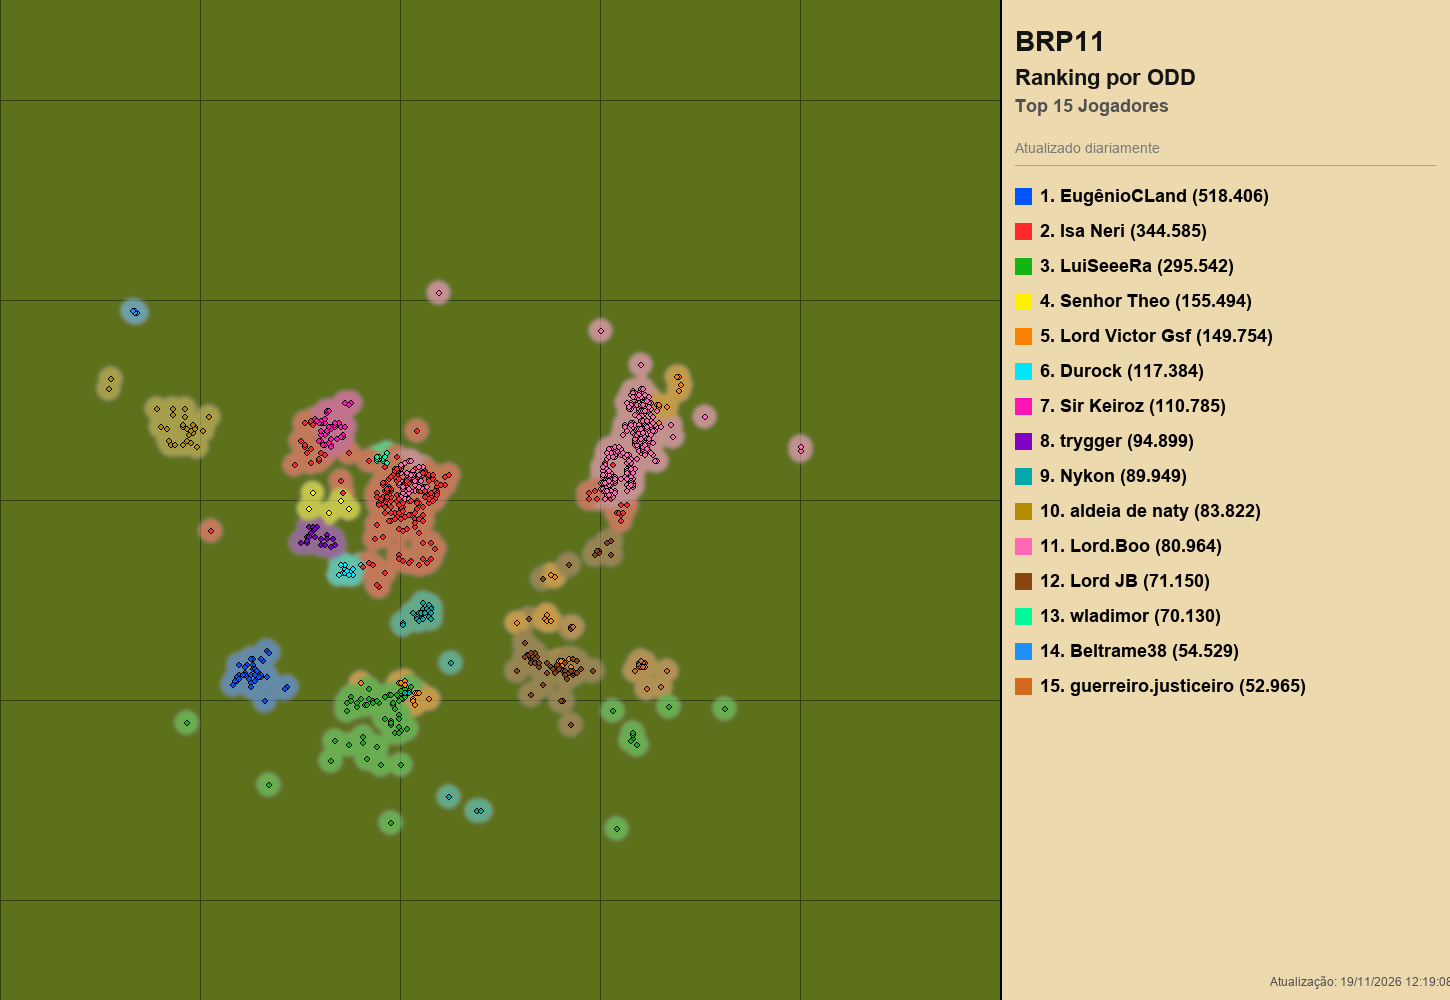 BRP11
Ranking por ODD
Top 15 Jogadores
Atualizado diariamente
1. EugênioCLand (518.406)
2. Isa Neri (344.585)
3. LuiSeeeRa (295.542)
4. Senhor Theo (155.494)
5. Lord Victor Gsf (149.754)
6. Durock (117.384)
7. Sir Keiroz (110.785)
8. trygger (94.899)
9. Nykon (89.949)
10. aldeia de naty (83.822)
11. Lord.Boo (80.964)
12. Lord JB (71.150)
13. wladimor (70.130)
14. Beltrame38 (54.529)
15. guerreiro.justiceiro (52.965)
Atualização: 19/11/2026 12:19:08